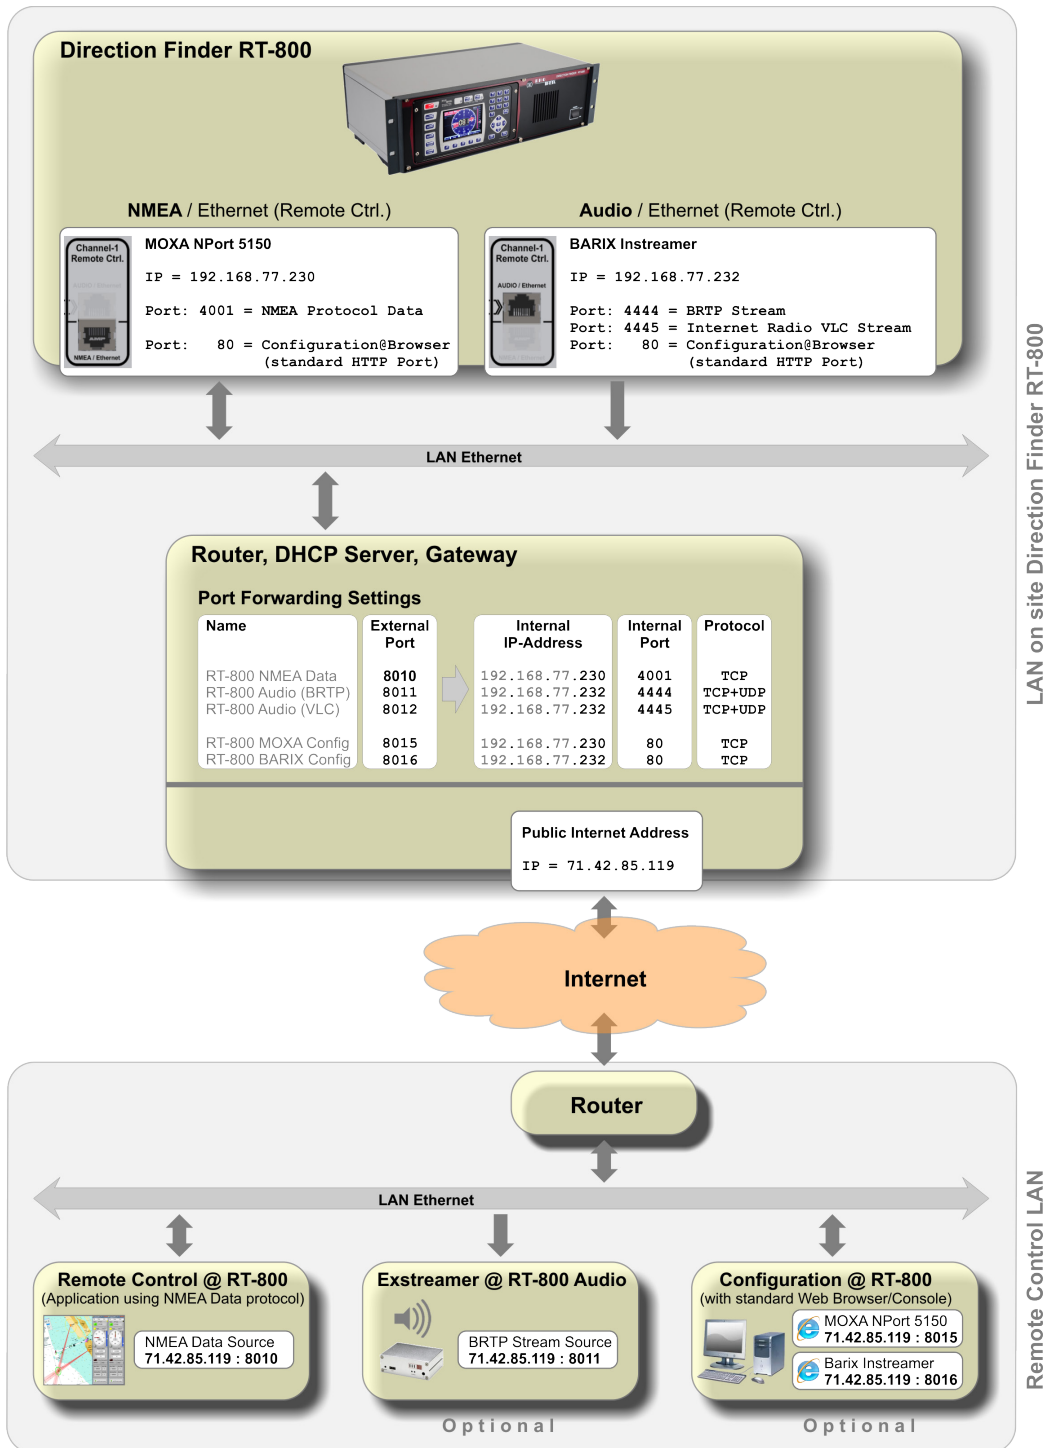 Direction Finder RT-800
NMEA / Ethernet (Remote Ctrl.)
Audio / Ethernet (Remote Ctrl.)
Channel-1
Remote Ctrl.
AUDIO / Ethernet
NMEA / Ethernet
MOXA NPort 5150
IP = 192.168.77.230
Port: 4001 = NMEA Protocol Data
Port: 80 = Configuration@Browser
(standard HTTP Port)
Channel-1
Remote Ctrl.
AUDIO / Ethernet
NMEA / Ethernet
BARIX Instreamer
IP = 192.168.77.232
Port: 4444 = BRTP Stream
Port: 4445 = Internet Radio VLC Stream
Port: 80 = Configuration@Browser
(standard HTTP Port)
LAN Ethernet
LAN on site Direction Finder RT-800
Router, DHCP Server, Gateway
Port Forwarding Settings
Name External Port Internal IP-Address Internal Port Protocol
RT-800 NMEA Data 8010 192.168.77.230 4001 TCP
RT-800 Audio (BRTP) 8011 192.168.77.232 4444 TCP+UDP
RT-800 Audio (VLC) 8012 192.168.77.232 4445 TCP+UDP
RT-800 MOXA Config 8015 192.168.77.230 80 TCP
RT-800 BARIX Config 8016 192.168.77.232 80 TCP
Public Internet Address
IP = 71.42.85.119
Internet
Router
LAN Ethernet
Remote Control LAN
Remote Control @ RT-800
(Application using NMEA Data protocol)
NMEA Data Source
71.42.85.119 : 8010
Exstreamer @ RT-800 Audio
BRTP Stream Source
71.42.85.119 : 8011
Optional
Configuration @ RT-800
(with standard Web Browser/Console)
MOXA NPort 5150
71.42.85.119 : 8015
Barix Instreamer
71.42.85.119 : 8016
Optional